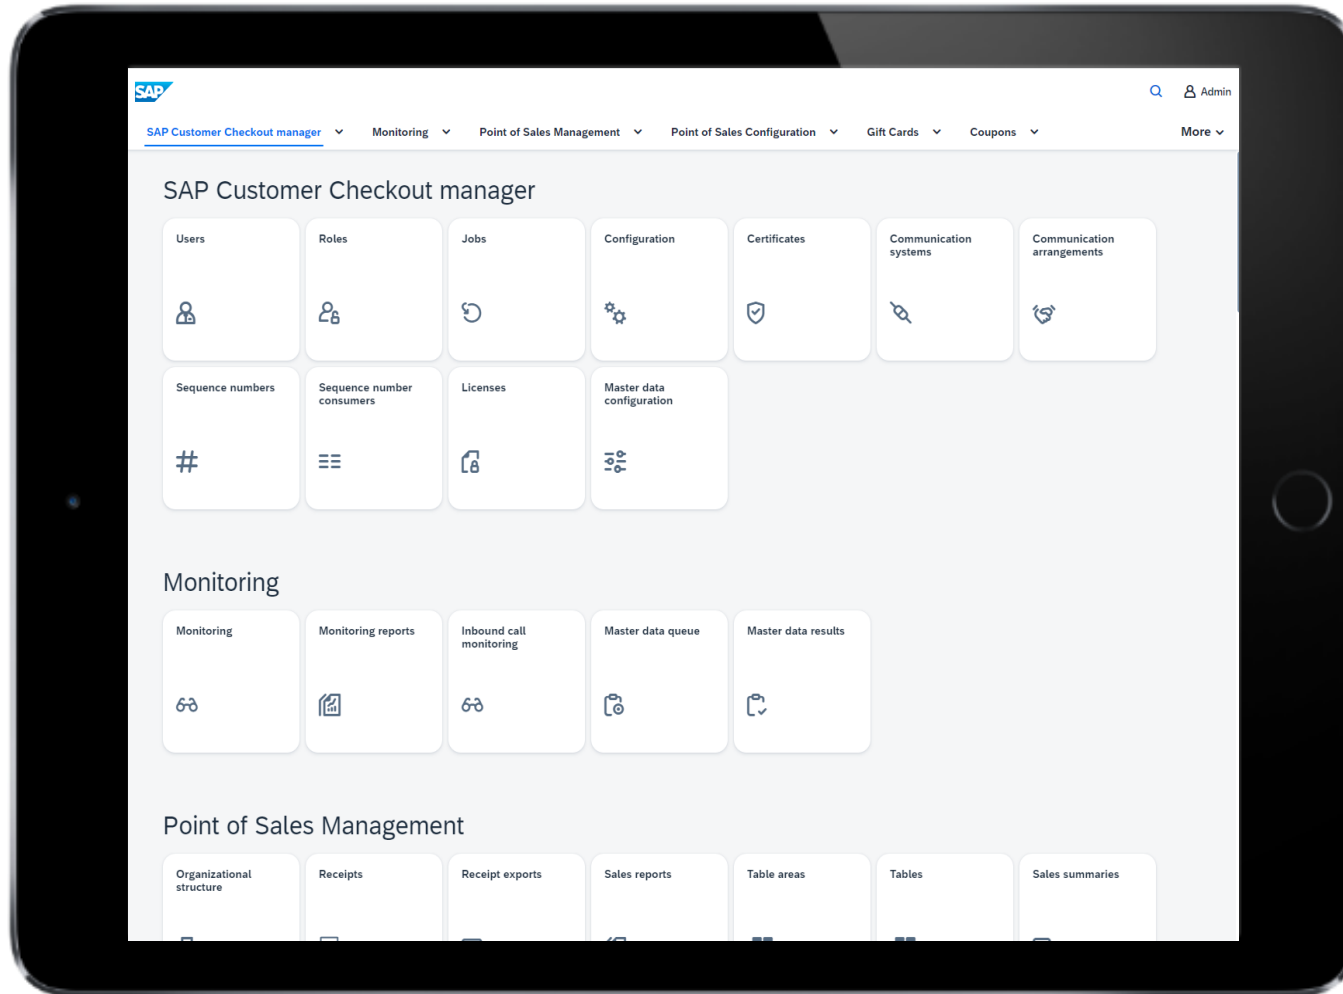 SAP
Admin
SAP Customer Checkout manager
Monitoring
Point of Sales Management
Point of Sales Configuration
Gift Cards
Coupons
More
SAP Customer Checkout manager
Users
Roles
Jobs
Configuration
Certificates
Communication
systems
Communication
arrangements
Sequence numbers
Sequence number
consumers
Licenses
Master data
configuration
Monitoring
Monitoring
Monitoring reports
Inbound call
monitoring
Master data queue
Master data results
Point of Sales Management
Organizational
structure
Receipts
Receipt exports
Sales reports
Table areas
Tables
Sales summaries